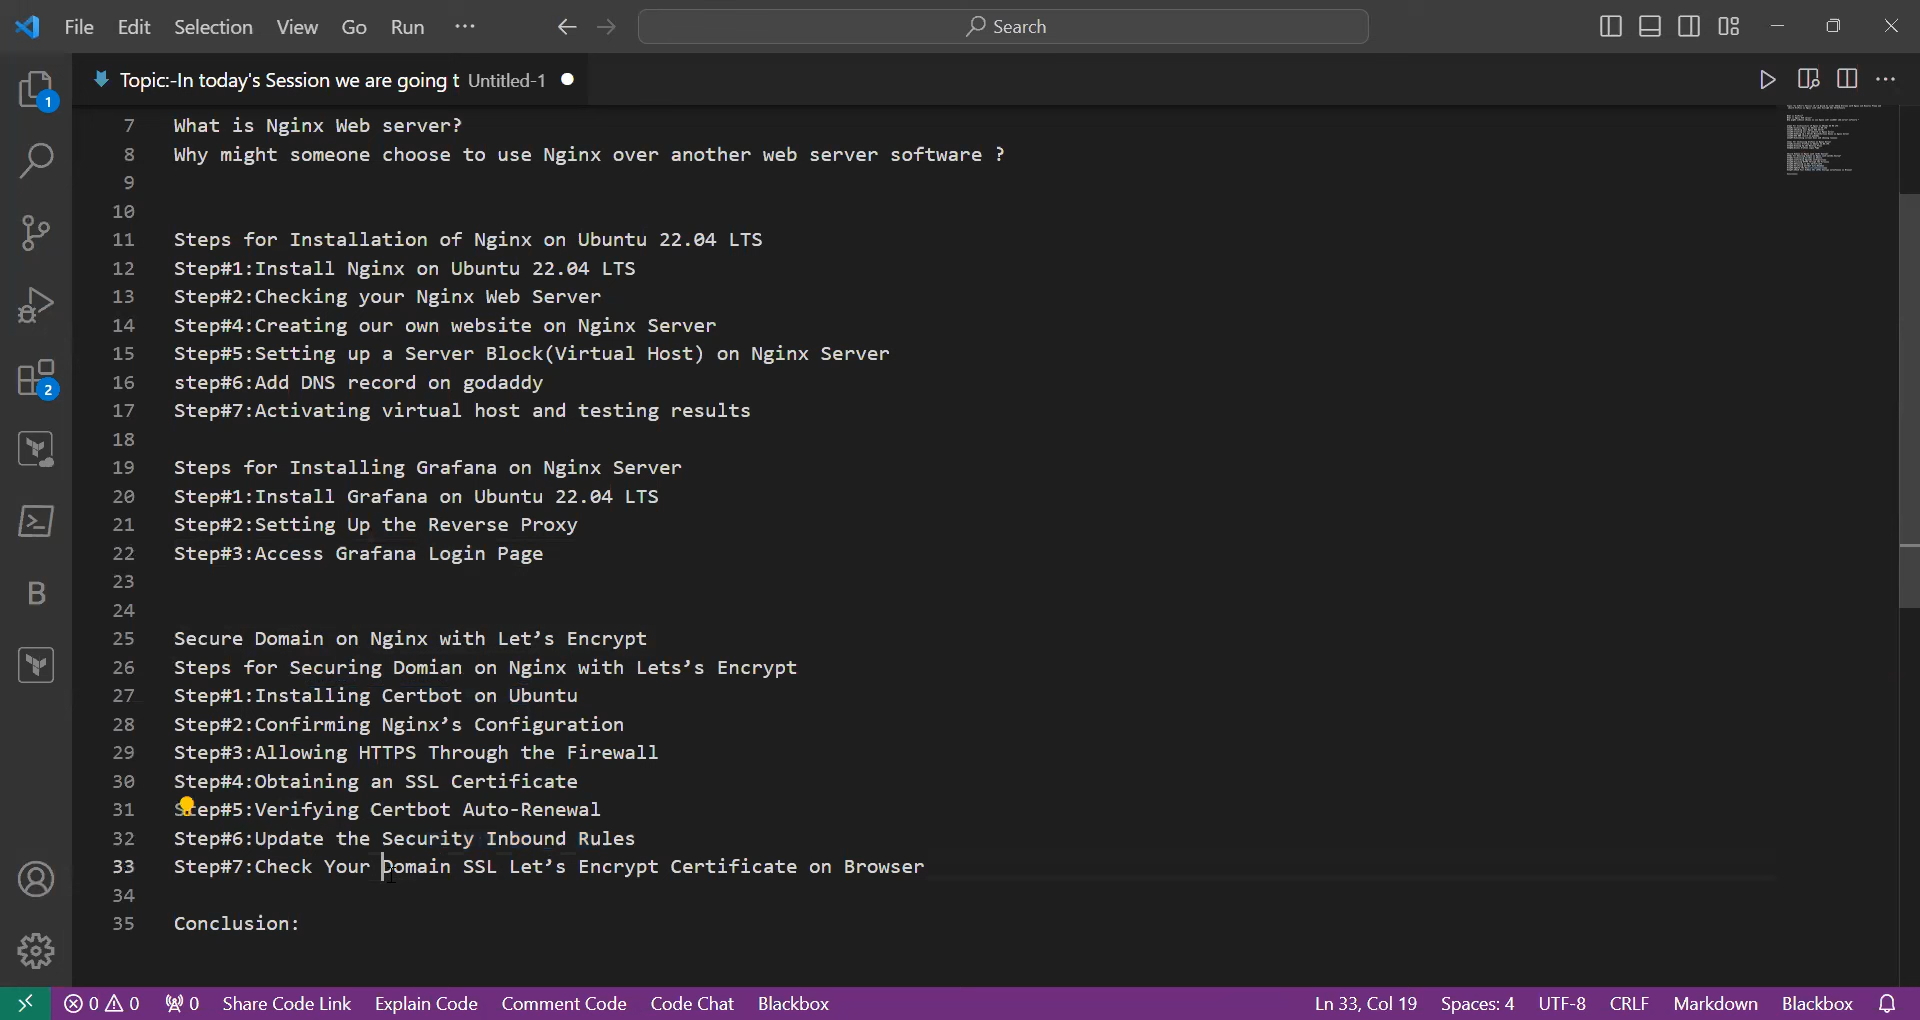 File Edit Selection View Go Run ··· Search
Topic:-In today's Session we are going t Untitled-1
1
7 What is Nginx Web server?
8 Why might someone choose to use Nginx over another web server software ?
9
10
11 Steps for Installation of Nginx on Ubuntu 22.04 LTS
12 Step#1:Install Nginx on Ubuntu 22.04 LTS
13 Step#2:Checking your Nginx Web Server
14 Step#4:Creating our own website on Nginx Server
15 Step#5:Setting up a Server Block(Virtual Host) on Nginx Server
2
16 step#6:Add DNS record on godaddy
17 Step#7:Activating virtual host and testing results
18
19 Steps for Installing Grafana on Nginx Server
20 Step#1:Install Grafana on Ubuntu 22.04 LTS
21 Step#2:Setting Up the Reverse Proxy
22 Step#3:Access Grafana Login Page
23
B
24
25 Secure Domain on Nginx with Let’s Encrypt
26 Steps for Securing Domian on Nginx with Lets’s Encrypt
27 Step#1:Installing Certbot on Ubuntu
28 Step#2:Confirming Nginx’s Configuration
29 Step#3:Allowing HTTPS Through the Firewall
30 Step#4:Obtaining an SSL Certificate
31 Step#5:Verifying Certbot Auto-Renewal
32 Step#6:Update the Security Inbound Rules
33 Step#7:Check Your Domain SSL Let’s Encrypt Certificate on Browser
34
35 Conclusion:
0 0 0 Share Code Link Explain Code Comment Code Code Chat Blackbox Ln 33, Col 19 Spaces: 4 UTF-8 CRLF Markdown Blackbox